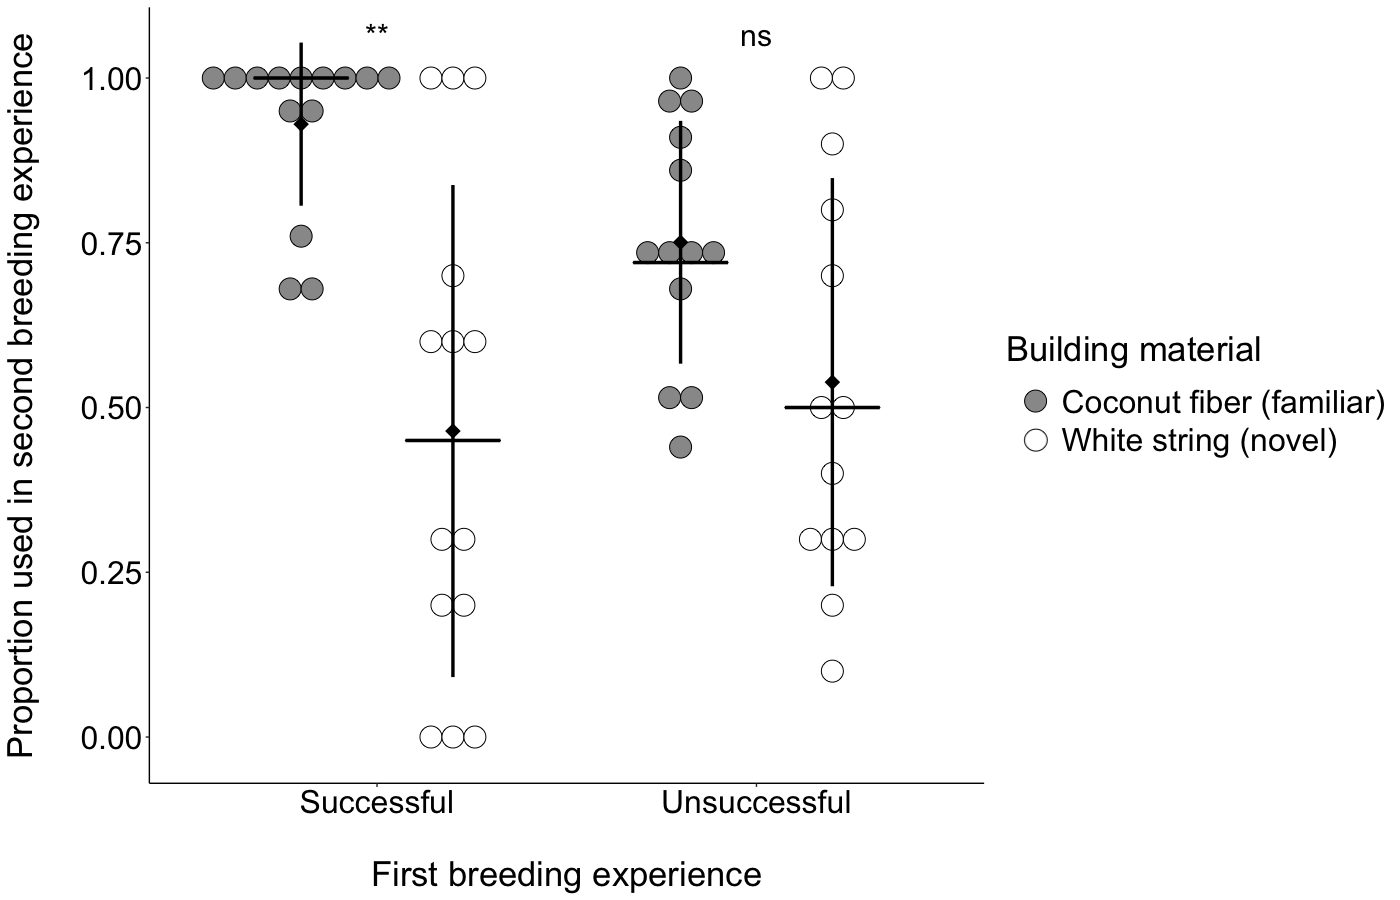 Proportion used in second breeding experience
**
ns
1.00
0.75
0.50
0.25
0.00
Successful
Unsuccessful
First breeding experience
Building material
Coconut fiber (familiar)
White string (novel)